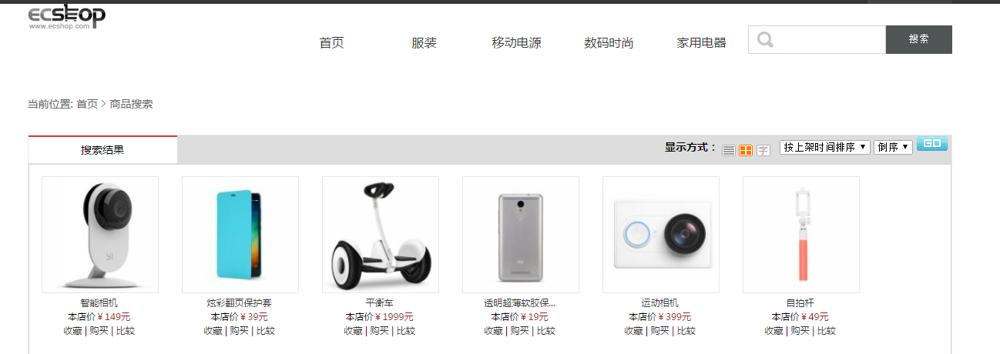 ECSHOP
www.ecshop.com
首页 服装 移动电源 数码时尚 家用电器 搜索
当前位置: 首页 > 商品搜索
搜索结果 显示方式： 字 按上架时间排序 倒序 GO
智能相机 炫彩翻页保护套 平衡车 透明超薄软胶保... 运动相机 自拍杆
本店价￥149元 本店价￥39元 本店价￥1999元 本店价￥19元 本店价￥399元 本店价￥49元
收藏 | 购买 | 比较 收藏 | 购买 | 比较 收藏 | 购买 | 比较 收藏 | 购买 | 比较 收藏 | 购买 | 比较 收藏 | 购买 | 比较